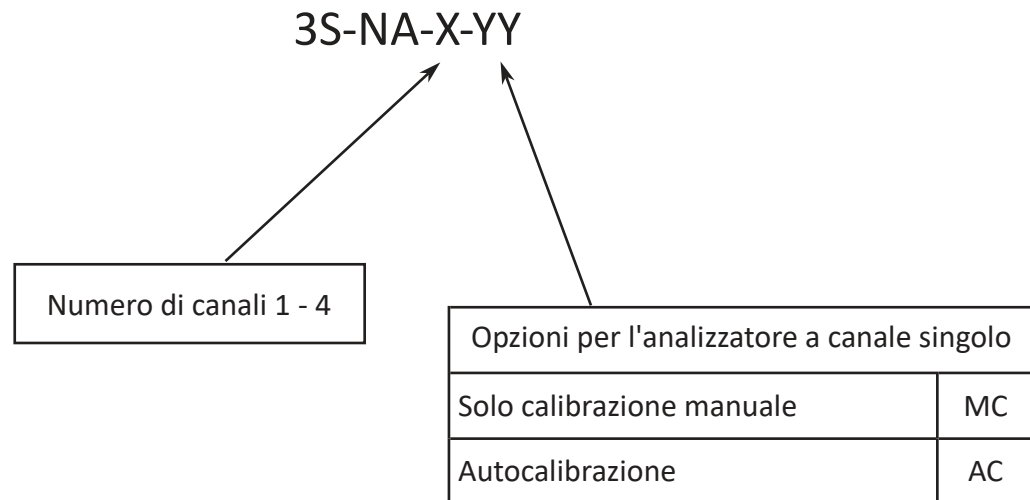 3S-NA-X-YY
Numero di canali 1 - 4
Opzioni per l'analizzatore a canale singolo
Solo calibrazione manuale MC
Autocalibrazione AC